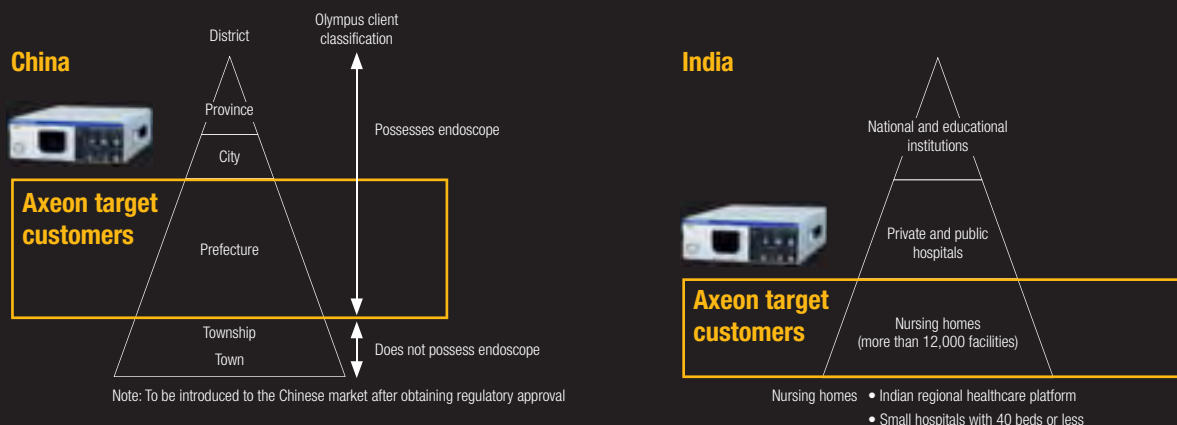 China
District
Olympus client
classification
Province
City
Possesses endoscope
Axeon target
customers
Prefecture
Township
Town
Does not possess endoscope
Note: To be introduced to the Chinese market after obtaining regulatory approval
India
National and educational
institutions
Private and public
hospitals
Axeon target
customers
Nursing homes
(more than 12,000 facilities)
Nursing homes • Indian regional healthcare platform
• Small hospitals with 40 beds or less